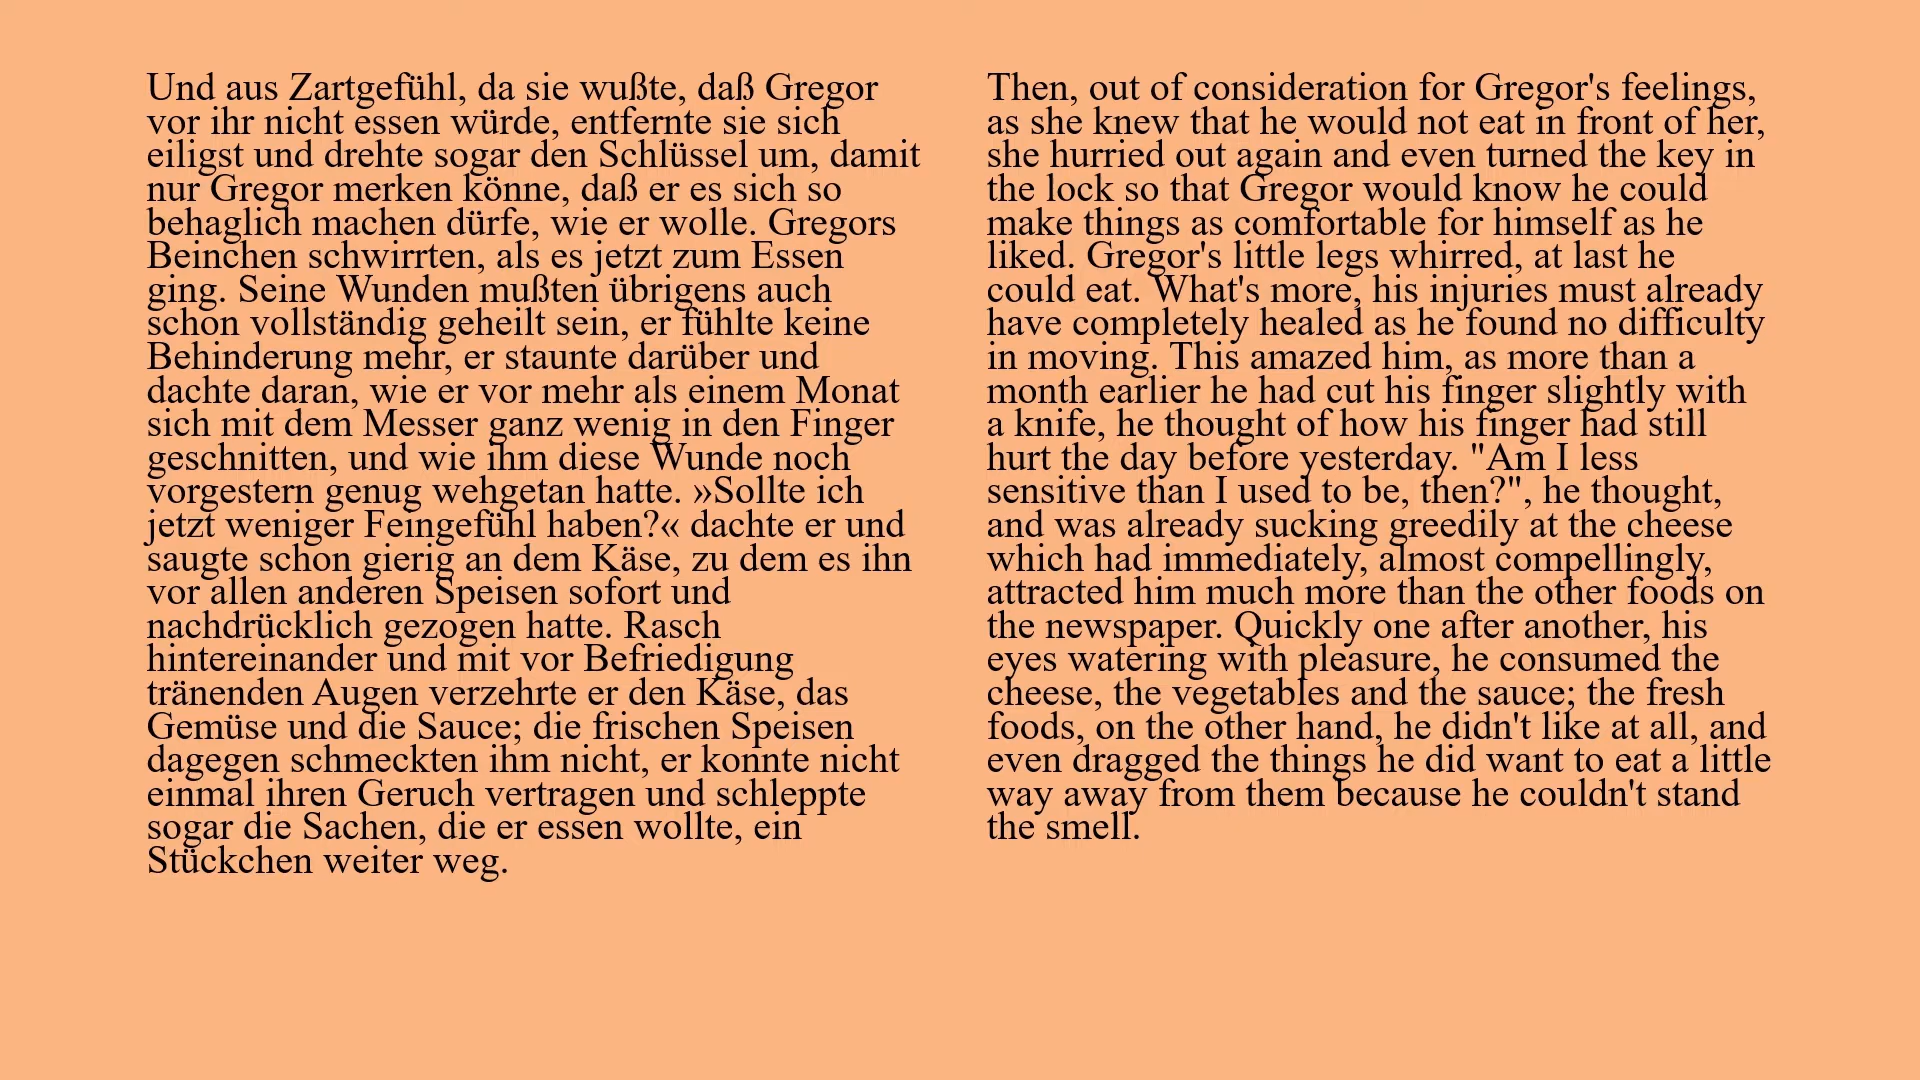 Und aus Zartgefühl, da sie wußte, daß Gregor
vor ihr nicht essen würde, entfernte sie sich
eiligst und drehte sogar den Schlüssel um, damit
nur Gregor merken könne, daß er es sich so
behaglich machen dürfe, wie er wolle. Gregors
Beinchen schwirrten, als es jetzt zum Essen
ging. Seine Wunden mußten übrigens auch
schon vollständig geheilt sein, er fühlte keine
Behinderung mehr, er staunte darüber und
dachte daran, wie er vor mehr als einem Monat
sich mit dem Messer ganz wenig in den Finger
geschnitten, und wie ihm diese Wunde noch
vorgestern genug wehgetan hatte. »Sollte ich
jetzt weniger Feingefühl haben?« dachte er und
saugte schon gierig an dem Käse, zu dem es ihn
vor allen anderen Speisen sofort und
nachdrücklich gezogen hatte. Rasch
hintereinander und mit vor Befriedigung
tränenden Augen verzehrte er den Käse, das
Gemüse und die Sauce; die frischen Speisen
dagegen schmeckten ihm nicht, er konnte nicht
einmal ihren Geruch vertragen und schleppte
sogar die Sachen, die er essen wollte, ein
Stückchen weiter weg.
Then, out of consideration for Gregor's feelings,
as she knew that he would not eat in front of her,
she hurried out again and even turned the key in
the lock so that Gregor would know he could
make things as comfortable for himself as he
liked. Gregor's little legs whirred, at last he
could eat. What's more, his injuries must already
have completely healed as he found no difficulty
in moving. This amazed him, as more than a
month earlier he had cut his finger slightly with
a knife, he thought of how his finger had still
hurt the day before yesterday. "Am I less
sensitive than I used to be, then?", he thought,
and was already sucking greedily at the cheese
which had immediately, almost compellingly,
attracted him much more than the other foods on
the newspaper. Quickly one after another, his
eyes watering with pleasure, he consumed the
cheese, the vegetables and the sauce; the fresh
foods, on the other hand, he didn't like at all, and
even dragged the things he did want to eat a little
way away from them because he couldn't stand
the smell.